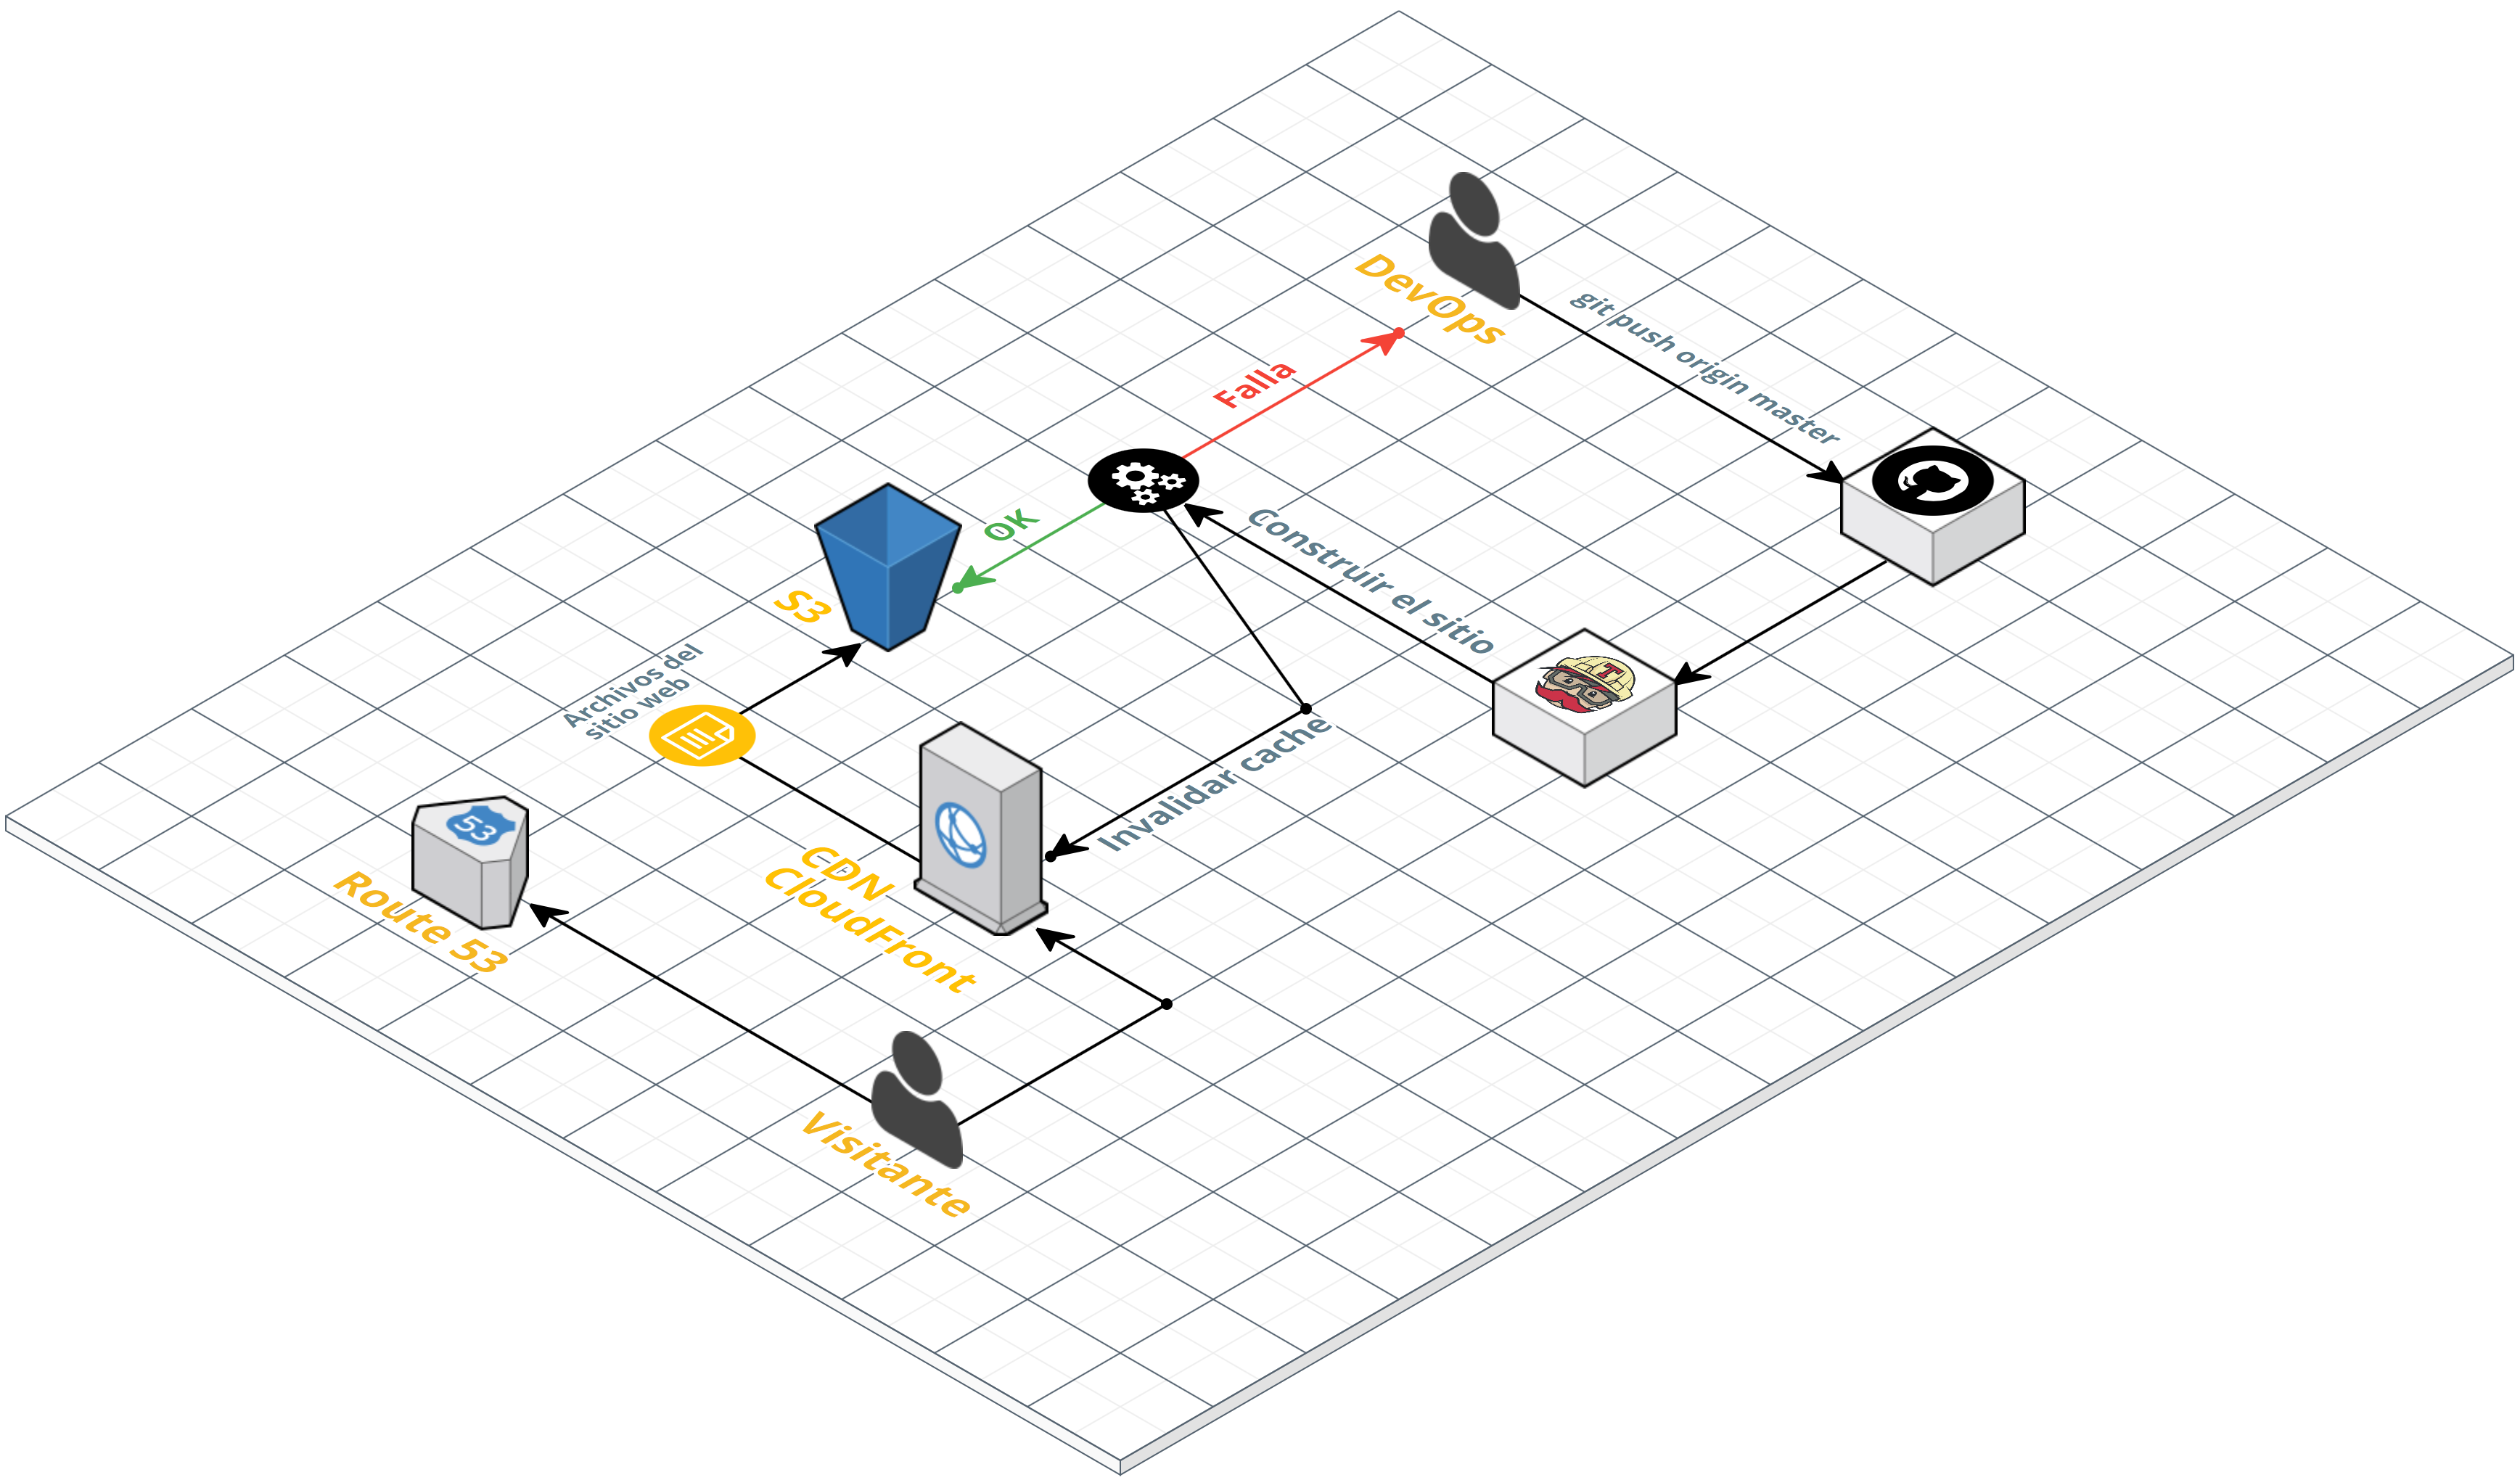 DevOps
git push origin master
Falla
OK
Construir el sitio
S3
T
Archivos del
sitio web
Invalidar cache
53
CDN
CloudFront
Route 53
Visitante